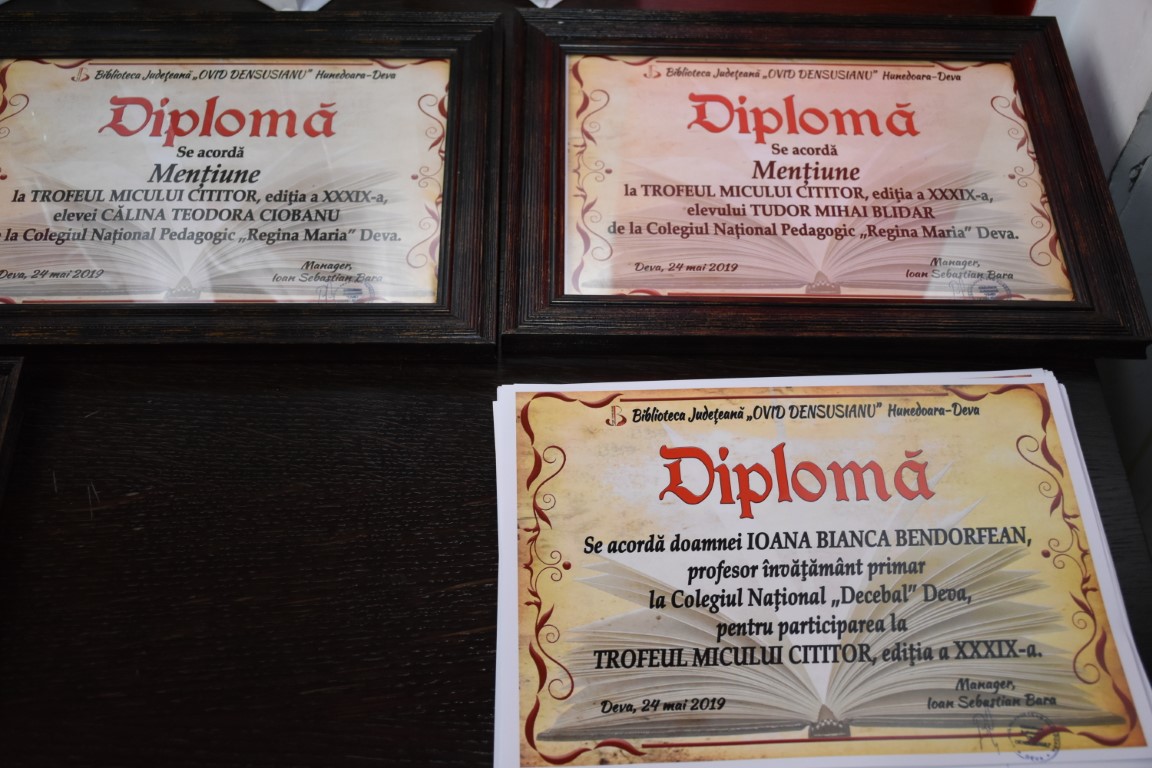 Biblioteca Județeană „OVID DENSUSIANU" Hunedoara-Deva
Diplomă
Se acordă
Mențiune
la TROFEUL MICULUI CITITOR, ediția a XXXIX-a,
elevei CĂLINA TEODORA CIOBANU
la Colegiul Național Pedagogic „Regina Maria" Deva.
Deva, 24 mai 2019
Manager,
Ioan Sebastian Bara
Biblioteca Județeană „OVID DENSUSIANU" Hunedoara-Deva
Diplomă
Se acordă
Mențiune
la TROFEUL MICULUI CITITOR, ediția a XXXIX-a,
elevului TUDOR MIHAI BLIDAR
de la Colegiul Național Pedagogic „Regina Maria" Deva.
Deva, 24 mai 2019
Manager,
Ioan Sebastian Bara
Biblioteca Județeană „OVID DENSUSIANU" Hunedoara-Deva
Diplomă
Se acordă doamnei IOANA BIANCA BENDORFEAN,
profesor învățământ primar
la Colegiul Național „Decebal" Deva,
pentru participarea la
TROFEUL MICULUI CITITOR, ediția a XXXIX-a.
Deva, 24 mai 2019
Manager,
Ioan Sebastian Bara